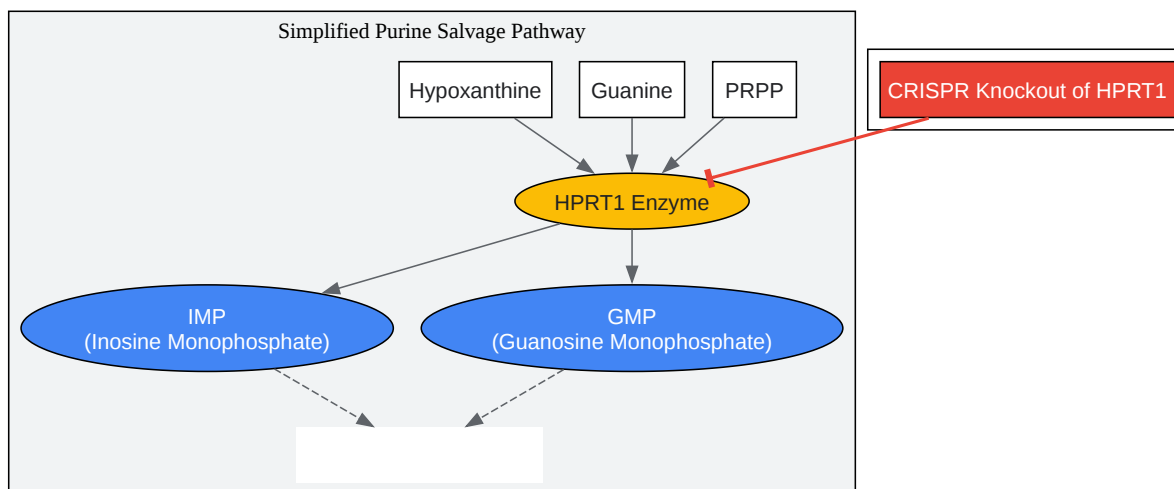 Simplified Purine Salvage Pathway
Hypoxanthine
Guanine
PRPP
CRISPR Knockout of HPRT1
HPRT1 Enzyme
IMP
(Inosine Monophosphate)
GMP
(Guanosine Monophosphate)